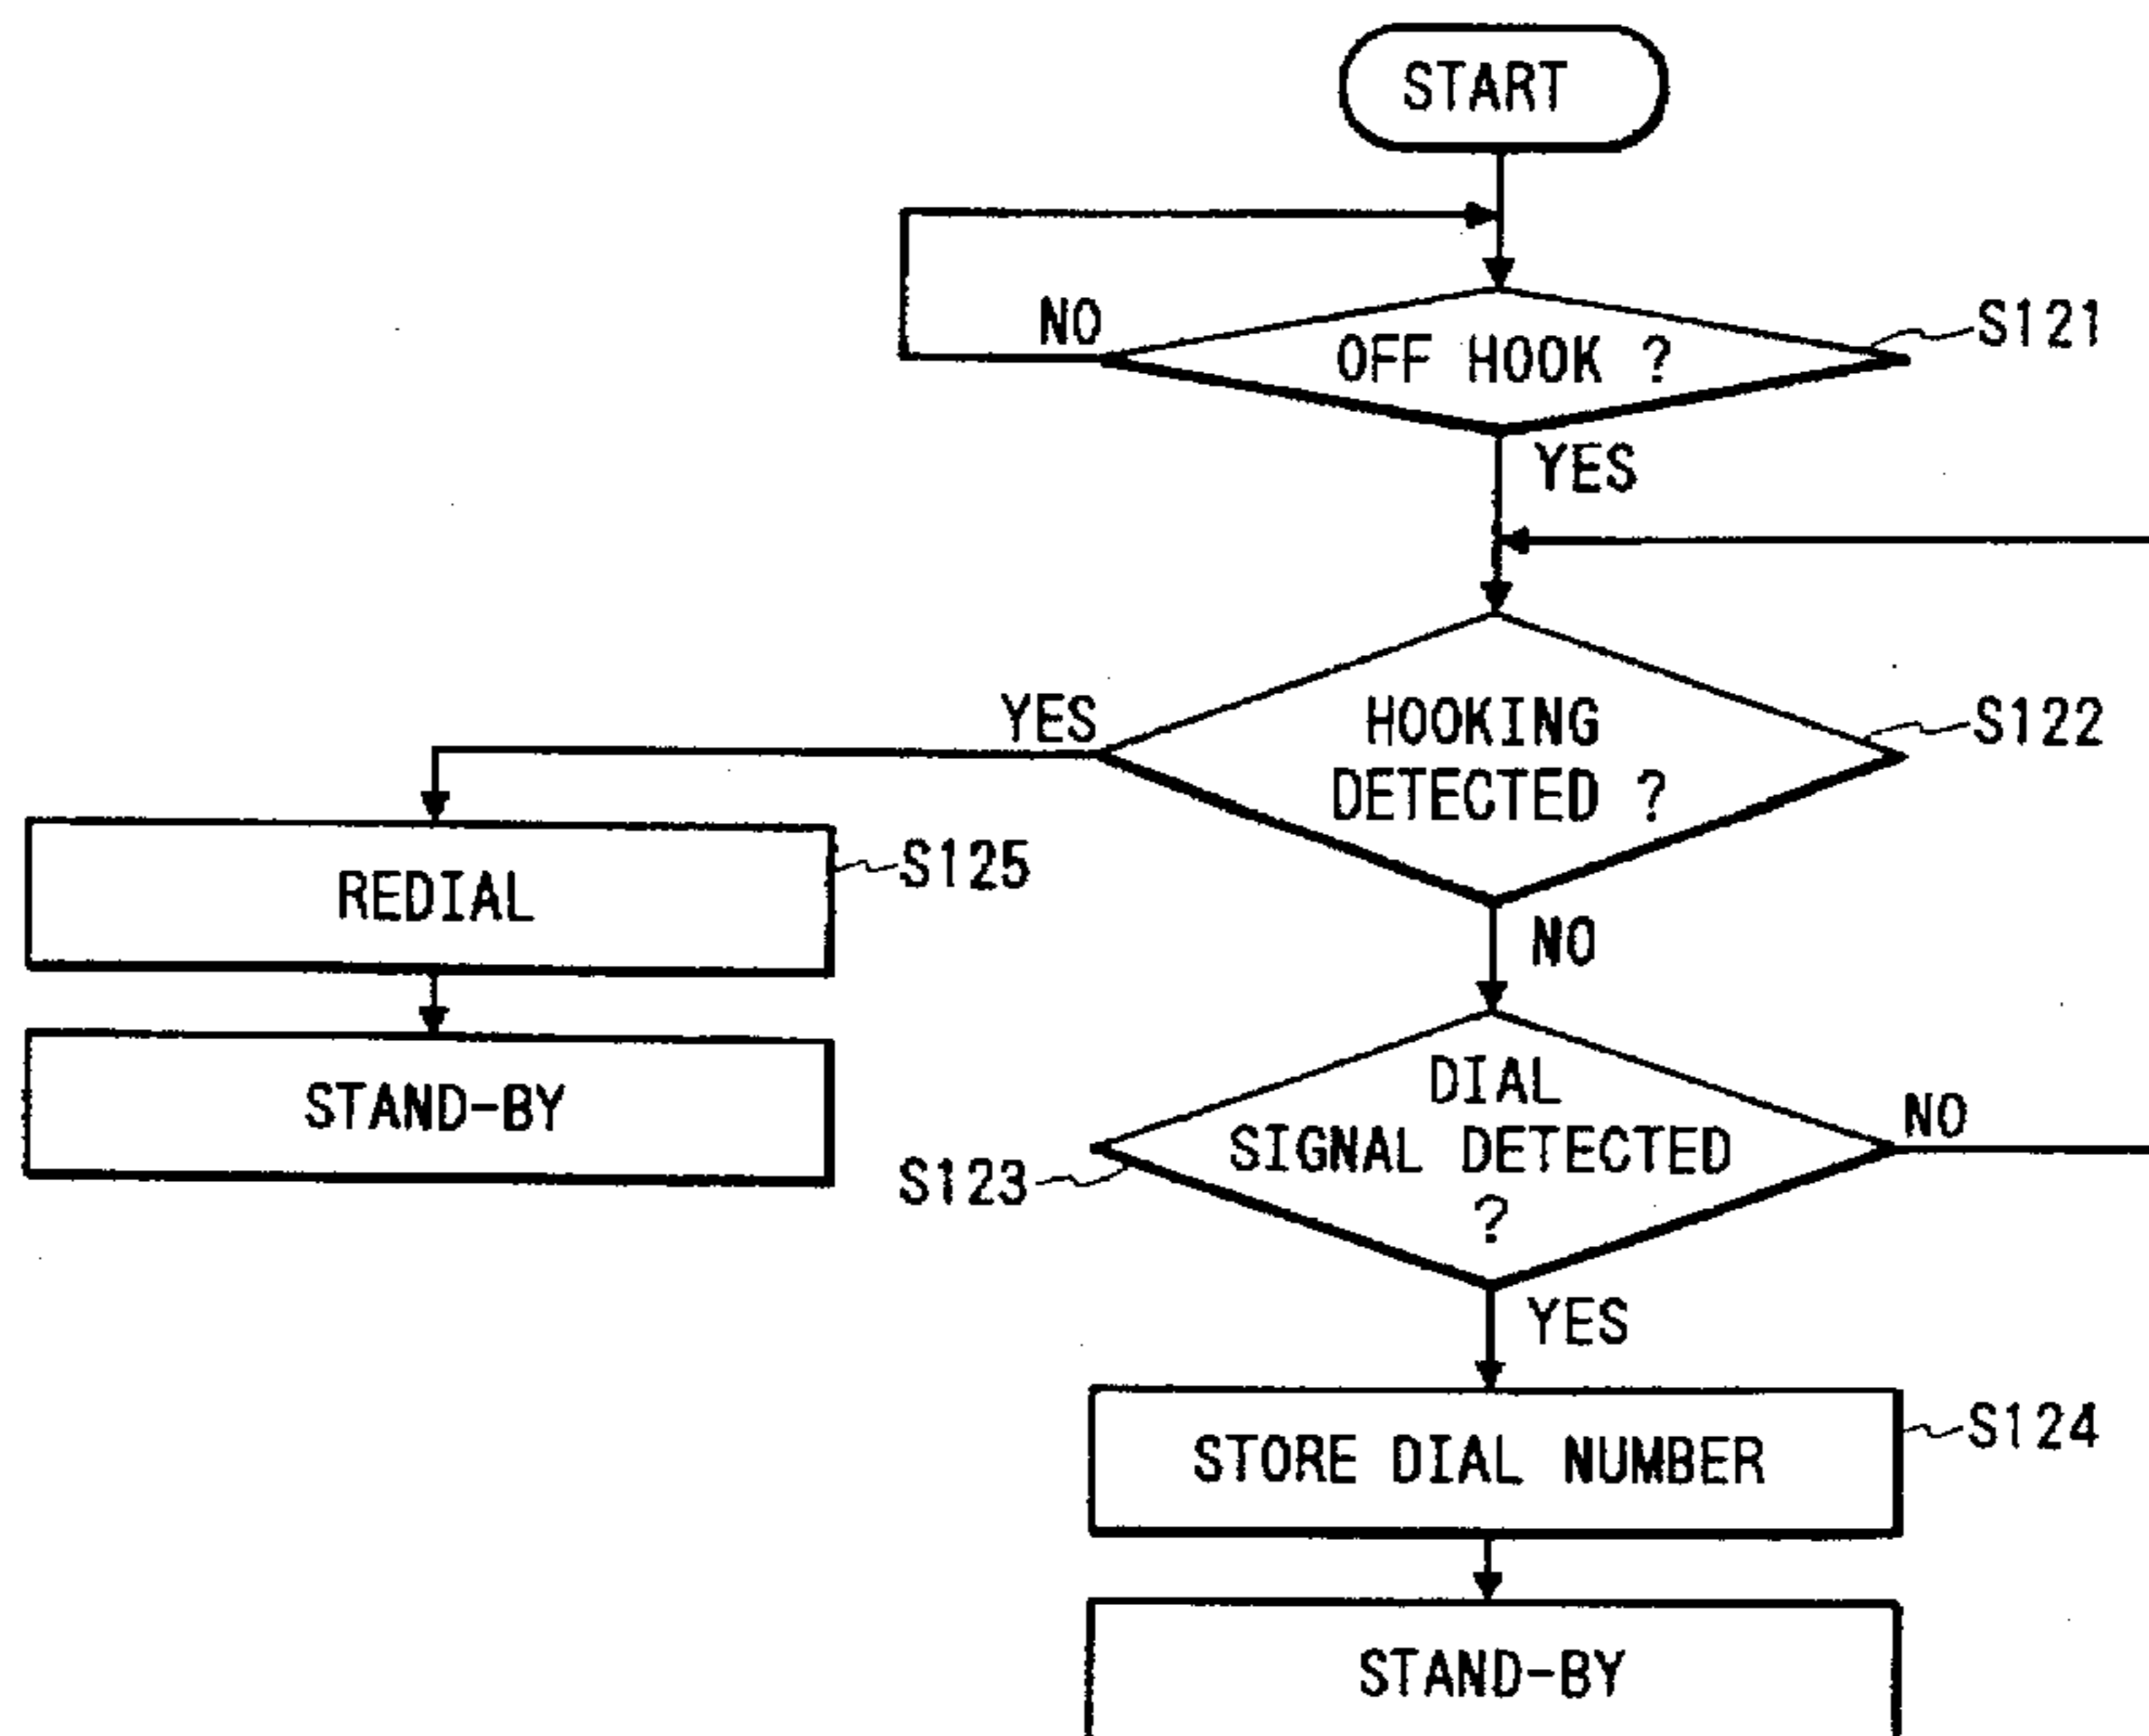 START
NO
OFF HOOK ?
S121
YES
YES
HOOKING
DETECTED ?
S122
REDIAL
S125
NO
STAND-BY
DIAL
SIGNAL DETECTED
?
NO
S123
YES
STORE DIAL NUMBER
S124
STAND-BY